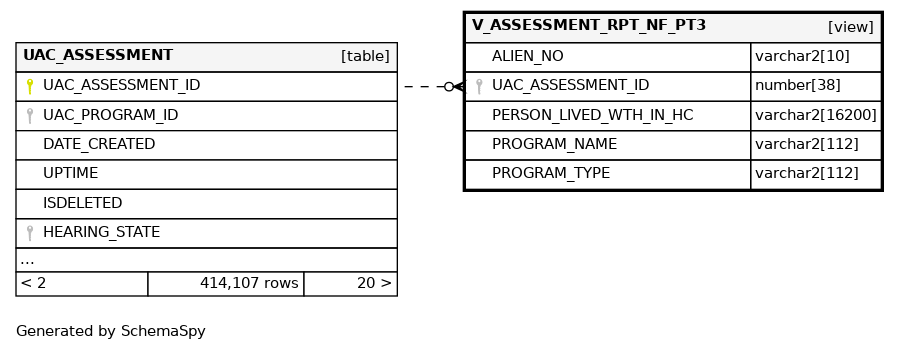 UAC_ASSESSMENT [table]
UAC_ASSESSMENT_ID
UAC_PROGRAM_ID
DATE_CREATED
UPTIME
ISDELETED
HEARING_STATE
...
< 2 414,107 rows 20 >
V_ASSESSMENT_RPT_NF_PT3 [view]
ALIEN_NO varchar2[10]
UAC_ASSESSMENT_ID number[38]
PERSON_LIVED_WTH_IN_HC varchar2[16200]
PROGRAM_NAME varchar2[112]
PROGRAM_TYPE varchar2[112]
Generated by SchemaSpy